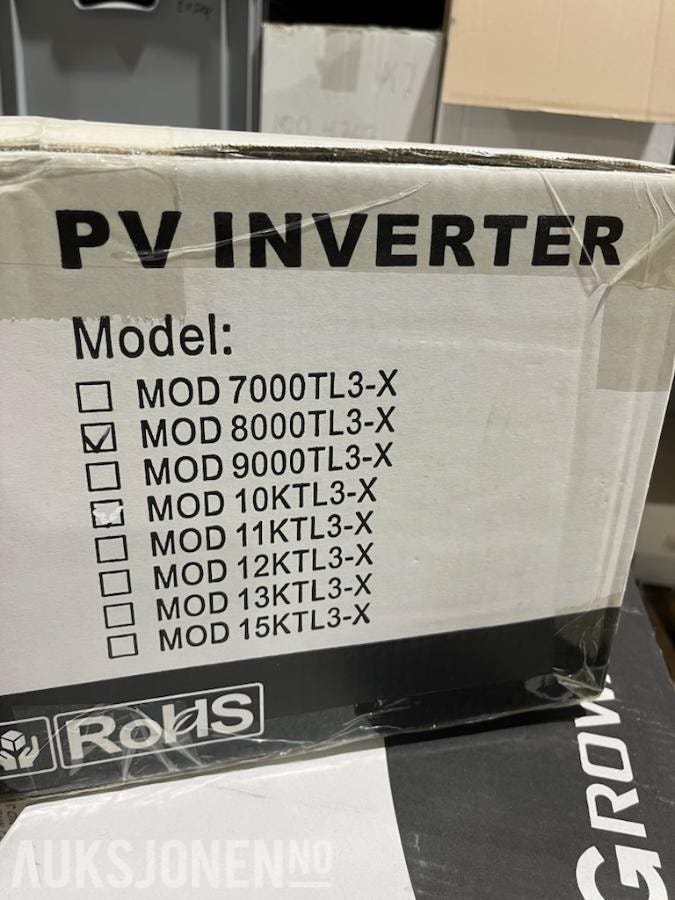 PV INVERTER
Model:
MOD 7000TL3-X
MOD 8000TL3-X
MOD 9000TL3-X
MOD 10KTL3-X
MOD 11KTL3-X
MOD 12KTL3-X
MOD 13KTL3-X
MOD 15KTL3-X
RoHS
GROW
AUKSJONEN.NO